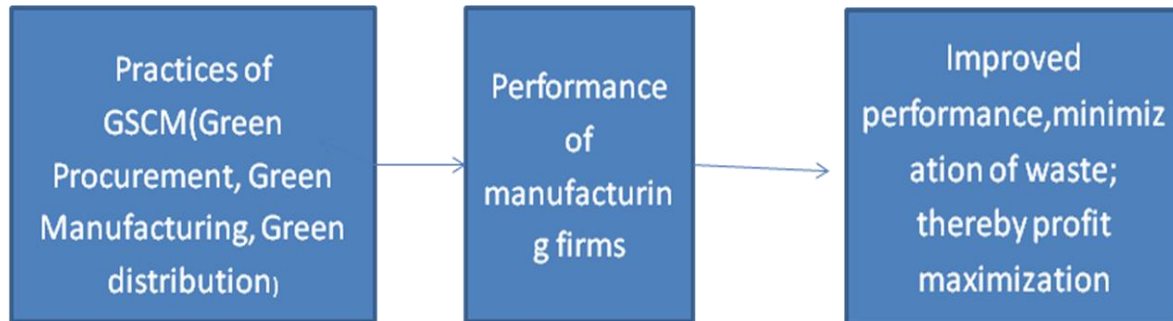 Practices of
GSCM(Green
Procurement, Green
Manufacturing, Green
distribution)
Performance
of
manufacturin
g firms
Improved
performance,minimiz
ation of waste;
thereby profit
maximization